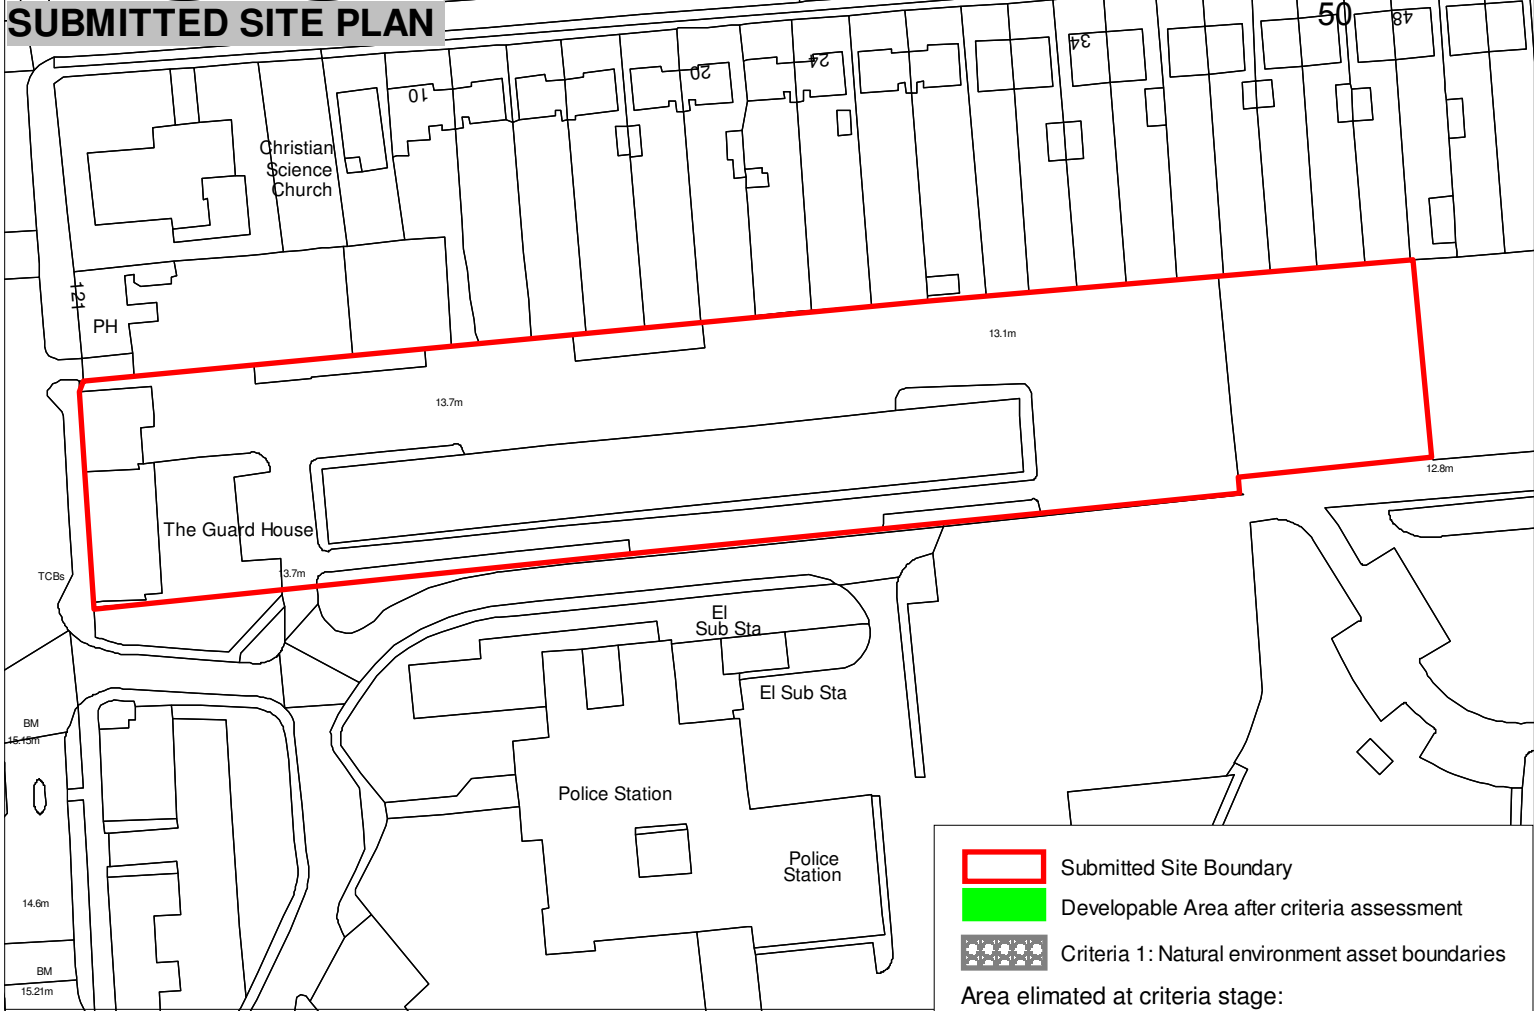 SUBMITTED SITE PLAN
50
48
34
24
20
10
Christian
Science
Church
121
PH
13.1m
13.7m
12.8m
The Guard House
TCBs
13.7m
El
Sub Sta
El Sub Sta
BM
15.15m
Police Station
Police
Station
14.6m
BM
15.21m
Submitted Site Boundary
Developable Area after criteria assessment
Criteria 1: Natural environment asset boundaries
Area elimated at criteria stage: